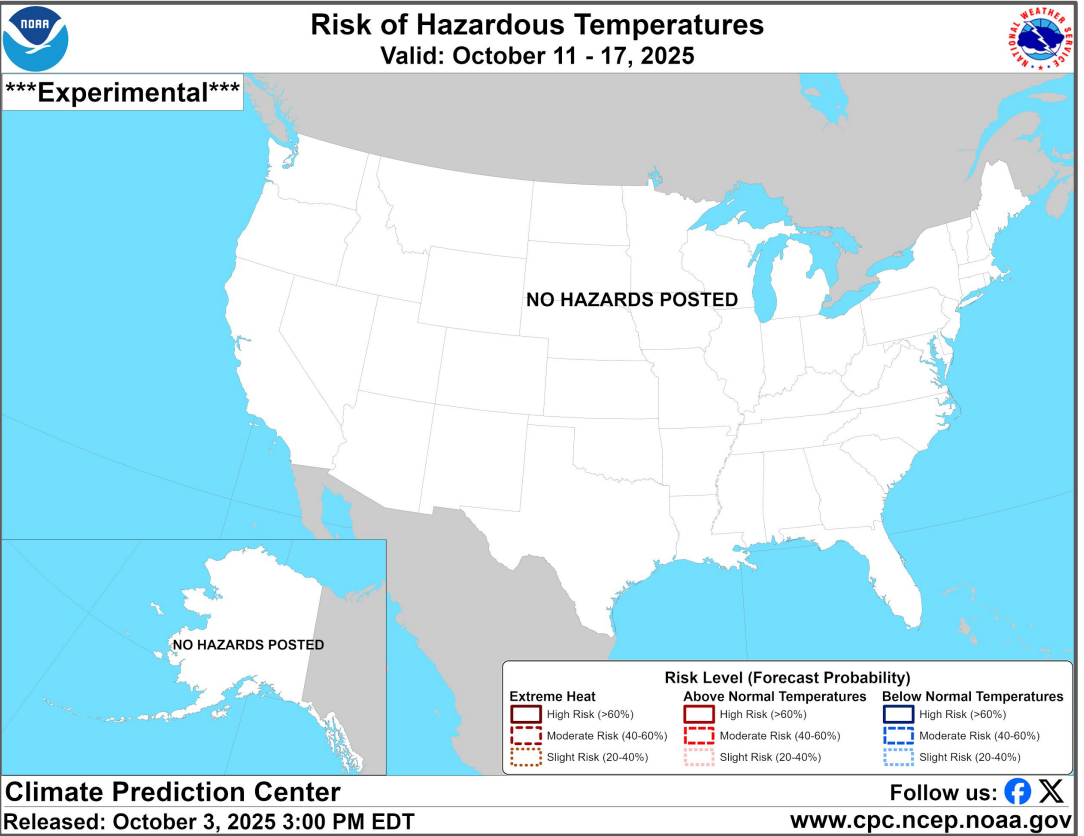 NOAA
Risk of Hazardous Temperatures
Valid: October 11 - 17, 2025
NATIONAL WEATHER SERVICE
***Experimental***
NO HAZARDS POSTED
NO HAZARDS POSTED
Risk Level (Forecast Probability)
Extreme Heat
High Risk (>60%)
Moderate Risk (40-60%)
Slight Risk (20-40%)
Above Normal Temperatures
High Risk (>60%)
Moderate Risk (40-60%)
Slight Risk (20-40%)
Below Normal Temperatures
High Risk (>60%)
Moderate Risk (40-60%)
Slight Risk (20-40%)
Climate Prediction Center
Follow us:
Released: October 3, 2025 3:00 PM EDT
www.cpc.ncep.noaa.gov